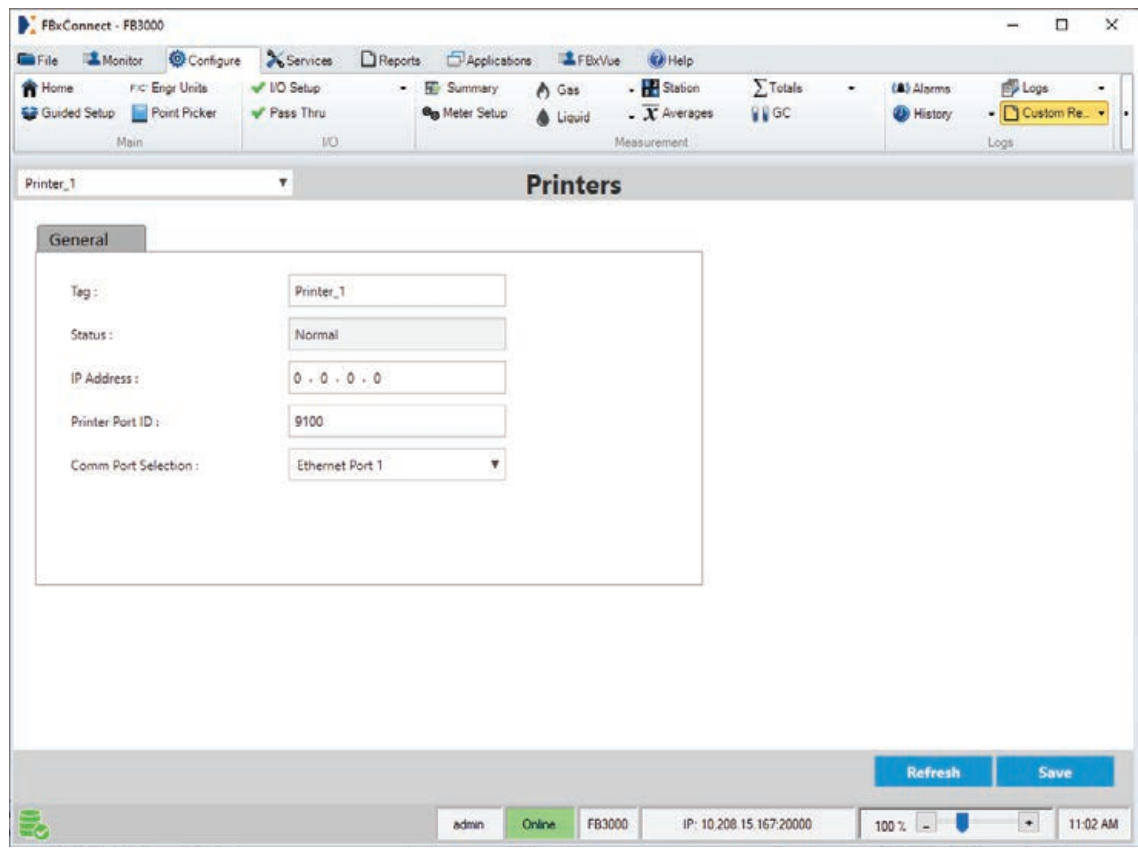 FBxConnect - FB3000
File Monitor Configure Services Reports Applications FBxVue Help
Home Engr Units I/O Setup Summary Gas Station Totals Alarms Logs
Guided Setup Point Picker Pass Thru Meter Setup Liquid Averages GC History Custom Re...
Main I/O Measurement Logs
Printer_1 Printers
General
Tag : Printer_1
Status : Normal
IP Address : 0 . 0 . 0 . 0
Printer Port ID : 9100
Comm Port Selection : Ethernet Port 1
Refresh Save
admin Online FB3000 IP: 10.208.15.167:20000 100 % - + 11:02 AM